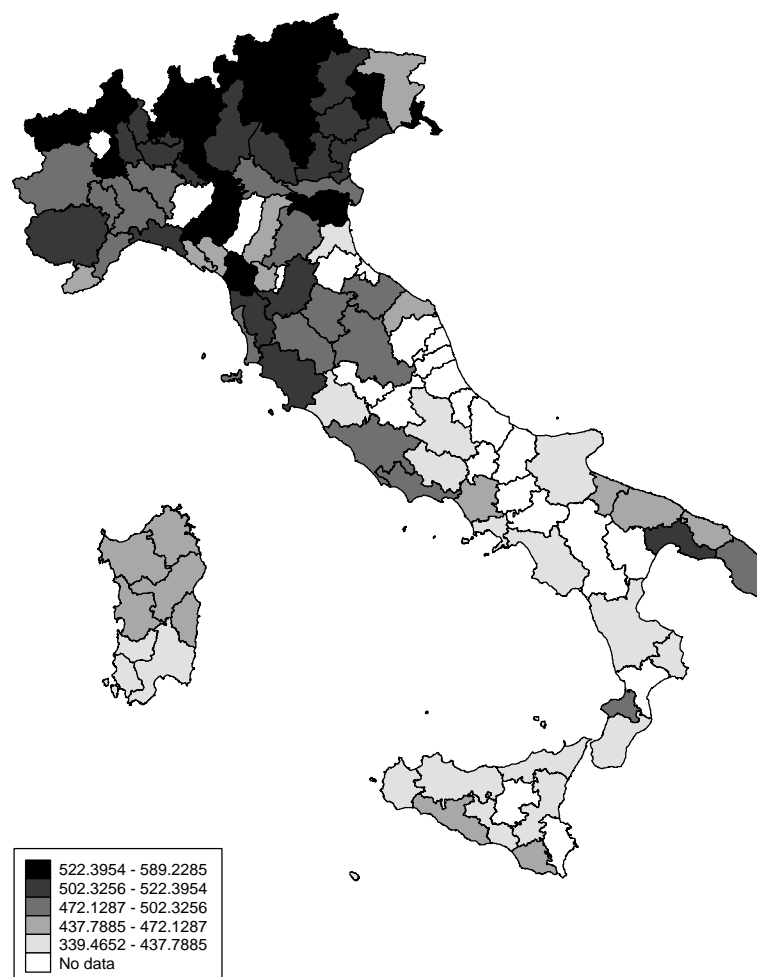 522.3954 - 589.2285
502.3256 - 522.3954
472.1287 - 502.3256
437.7885 - 472.1287
339.4652 - 437.7885
No data